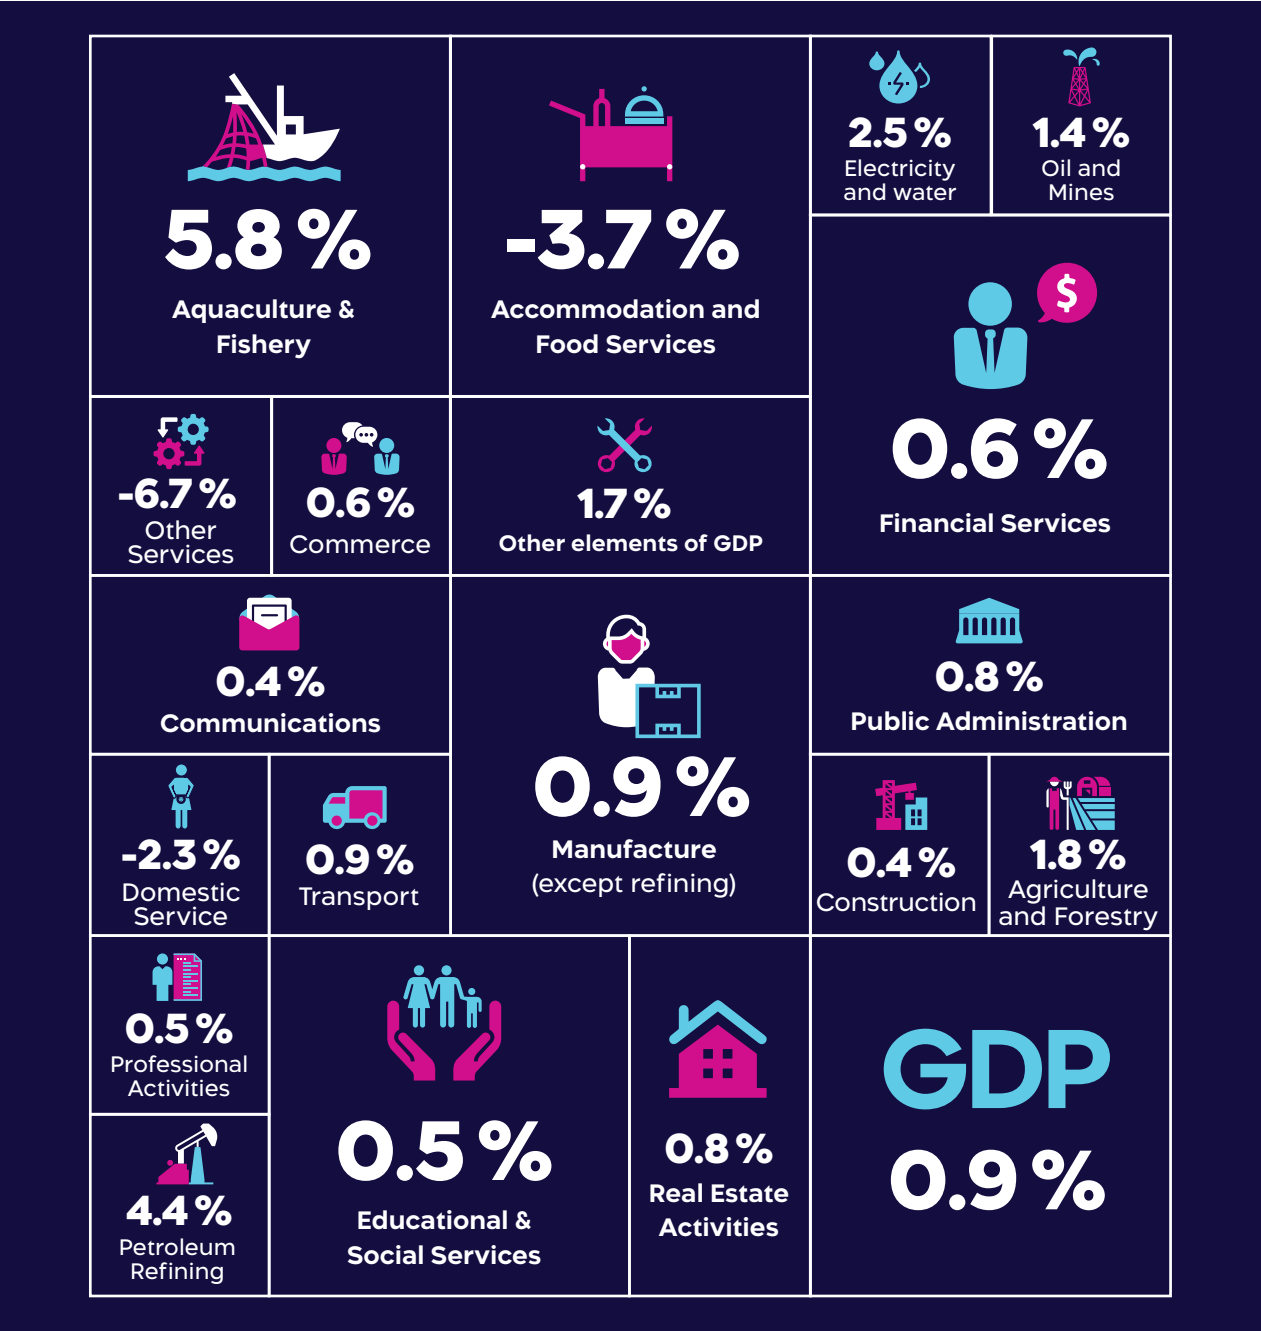 5.8 %
Aquaculture &
Fishery
-3.7 %
Accommodation and
Food Services
2.5 %
Electricity
and water
1.4 %
Oil and
Mines
$
0.6 %
Financial Services
-6.7 %
Other
Services
0.6 %
Commerce
1.7 %
Other elements of GDP
0.4 %
Communications
0.9 %
Manufacture
(except refining)
0.8 %
Public Administration
-2.3 %
Domestic
Service
0.9 %
Transport
0.4 %
Construction
1.8 %
Agriculture
and Forestry
0.5 %
Professional
Activities
4.4 %
Petroleum
Refining
0.5 %
Educational &
Social Services
0.8 %
Real Estate
Activities
GDP
0.9 %